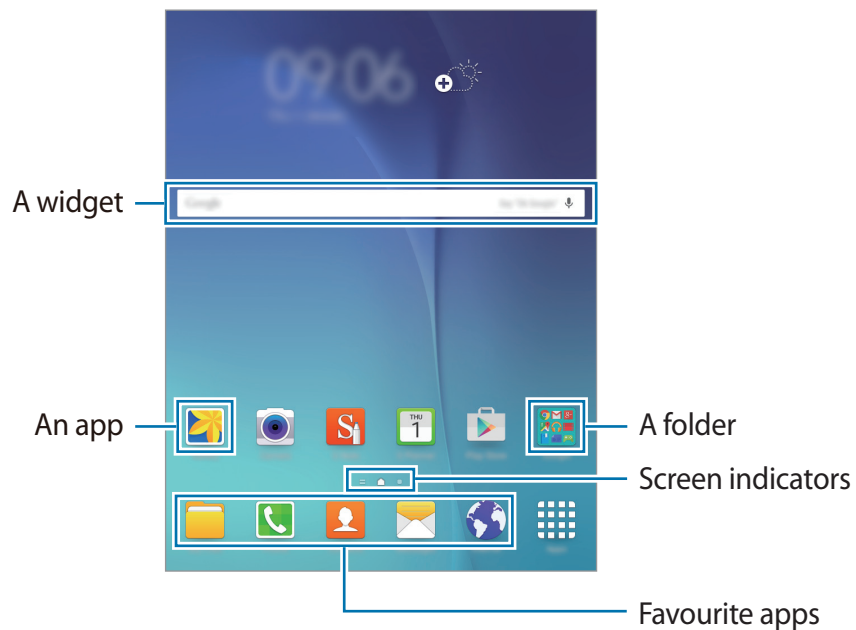 09:06
A widget
Google
S
THU
1
An app
A folder
Screen indicators
Favourite apps